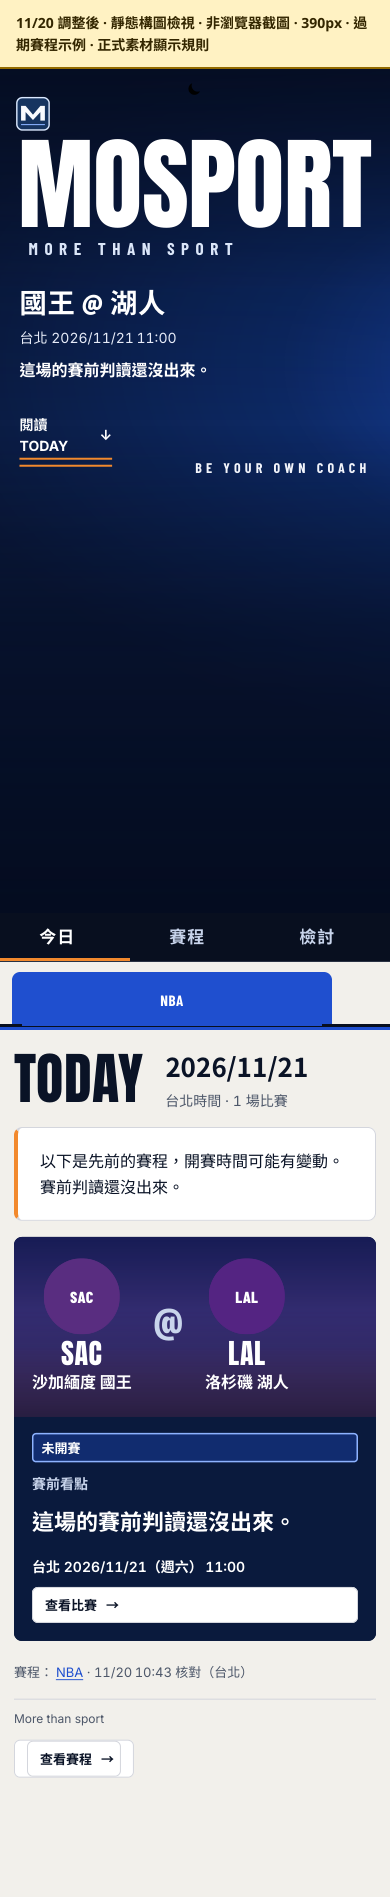 11/20 調整後 · 靜態構圖檢視 · 非瀏覽器截圖 · 390px · 過
期賽程示例 · 正式素材顯示規則
M
MOSPORT
MORE THAN SPORT
國王 @ 湖人
台北 2026/11/21 11:00
這場的賽前判讀還沒出來。
閱讀
TODAY ↓
BE YOUR OWN COACH
今日 賽程 檢討
NBA
TODAY 2026/11/21
台北時間 · 1 場比賽
以下是先前的賽程，開賽時間可能有變動。
賽前判讀還沒出來。
SAC @ LAL
SAC LAL
沙加緬度 國王 洛杉磯 湖人
未開賽
賽前看點
這場的賽前判讀還沒出來。
台北 2026/11/21（週六） 11:00
查看比賽 →
賽程： NBA · 11/20 10:43 核對（台北）
More than sport
查看賽程 →